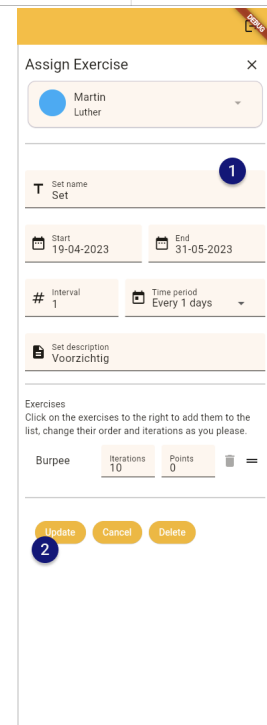 DEBUG
Assign Exercise
Martin
Luther
1
Set name
Set
Start
19-04-2023
End
31-05-2023
Interval
# 1
Time period
Every 1 days
Set description
Voorzichtig
Exercises
Click on the exercises to the right to add them to the
list, change their order and iterations as you please.
Burpee
Iterations
10
Points
0
Update
Cancel
Delete
2